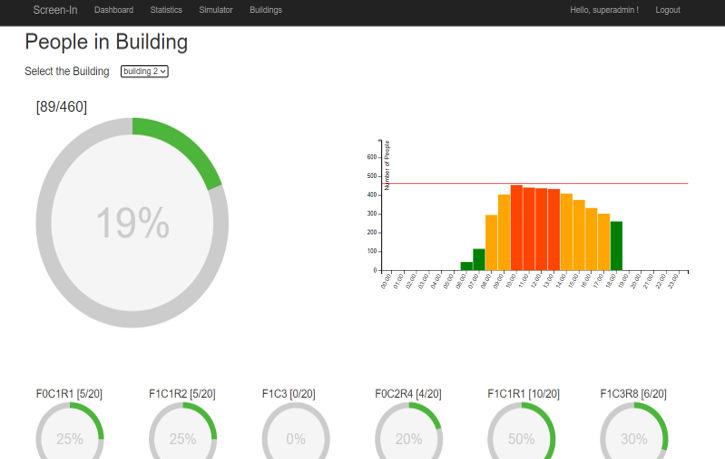 Screen-In Dashboard Statistics Simulator Buildings Hello, superadmin ! Logout
People in Building
Select the Building building 2
[89/460]
19%
Number of People
600
500
400
300
200
100
0
00:00 01:00 02:00 03:00 04:00 05:00 06:00 07:00 08:00 09:00 10:00 11:00 12:00 13:00 14:00 15:00 16:00 17:00 18:00 19:00 20:00 21:00 22:00 23:00
F0C1R1 [5/20] F1C1R2 [5/20] F1C3 [0/20] F0C2R4 [4/20] F1C1R1 [10/20] F1C3R8 [6/20]
25% 25% 0% 20% 50% 30%